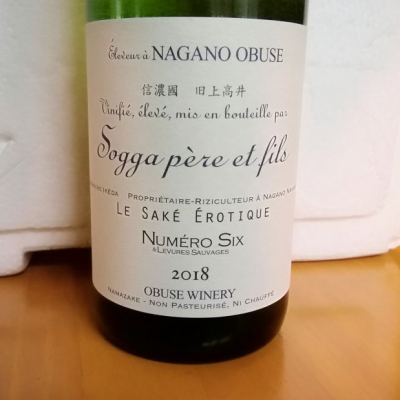 Éleveur à NAGANO OBUSE
信濃國 旧上高井
Vinifié, élevé, mis en bouteille par
Sogga père et fils
IKÉDA PROPRIÉTAIRE-RIZICULTEUR À NAGANO
LE SAKÉ ÉROTIQUE
NUMÉRO SIX
& LEVURES SAUVAGES
2018
OBUSE WINERY
NAMAZAKE - NON PASTEURISÉ, NI CHAUFFÉ